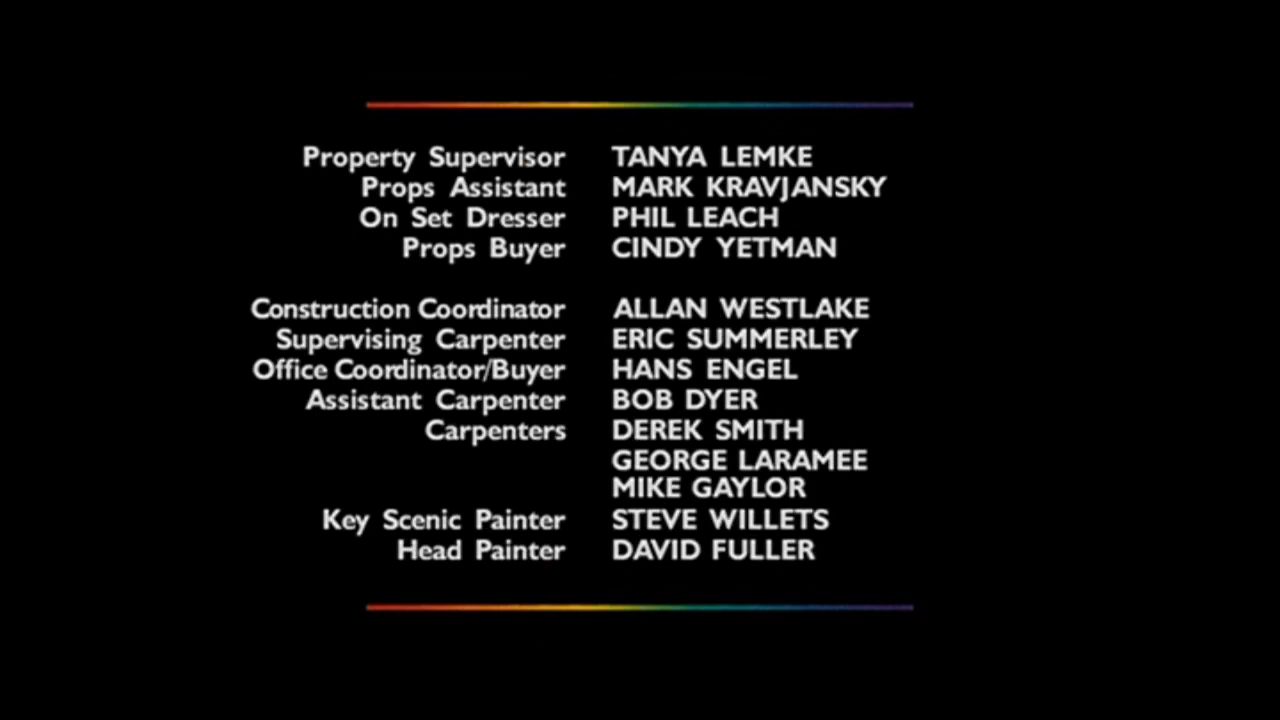 Property Supervisor TANYA LEMKE
Props Assistant MARK KRAVJANSKY
On Set Dresser PHIL LEACH
Props Buyer CINDY YETMAN
Construction Coordinator ALLAN WESTLAKE
Supervising Carpenter ERIC SUMMERLEY
Office Coordinator/Buyer HANS ENGEL
Assistant Carpenter BOB DYER
Carpenters DEREK SMITH
GEORGE LARAMEE
MIKE GAYLOR
Key Scenic Painter STEVE WILLETS
Head Painter DAVID FULLER